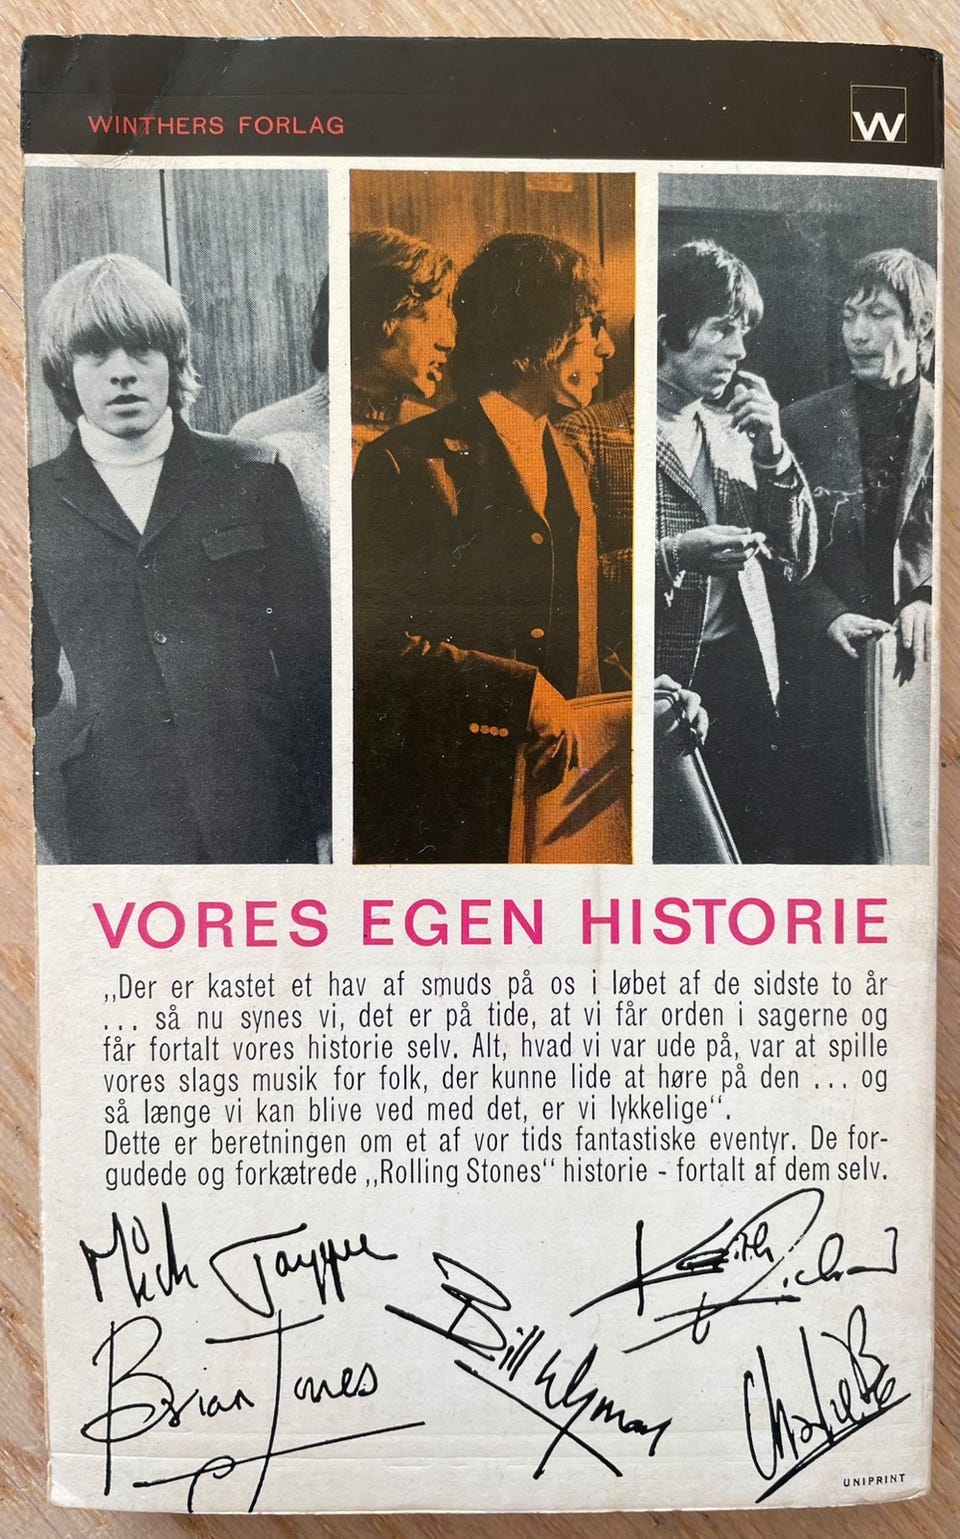 WINTHERS FORLAG
W
VORES EGEN HISTORIE
„Der er kastet et hav af smuds på os i løbet af de sidste to år
... så nu synes vi, det er på tide, at vi får orden i sagerne og
får fortalt vores historie selv. Alt, hvad vi var ude på, var at spille
vores slags musik for folk, der kunne lide at høre på den ... og
så længe vi kan blive ved med det, er vi lykkelige“.
Dette er beretningen om et af vor tids fantastiske eventyr. De for-
gudede og forkætrede „Rolling Stones“ historie - fortalt af dem selv.
Mick Jagger
Keith Richard
Brian Jones
Bill Wyman
Charlie
UNIPRINT